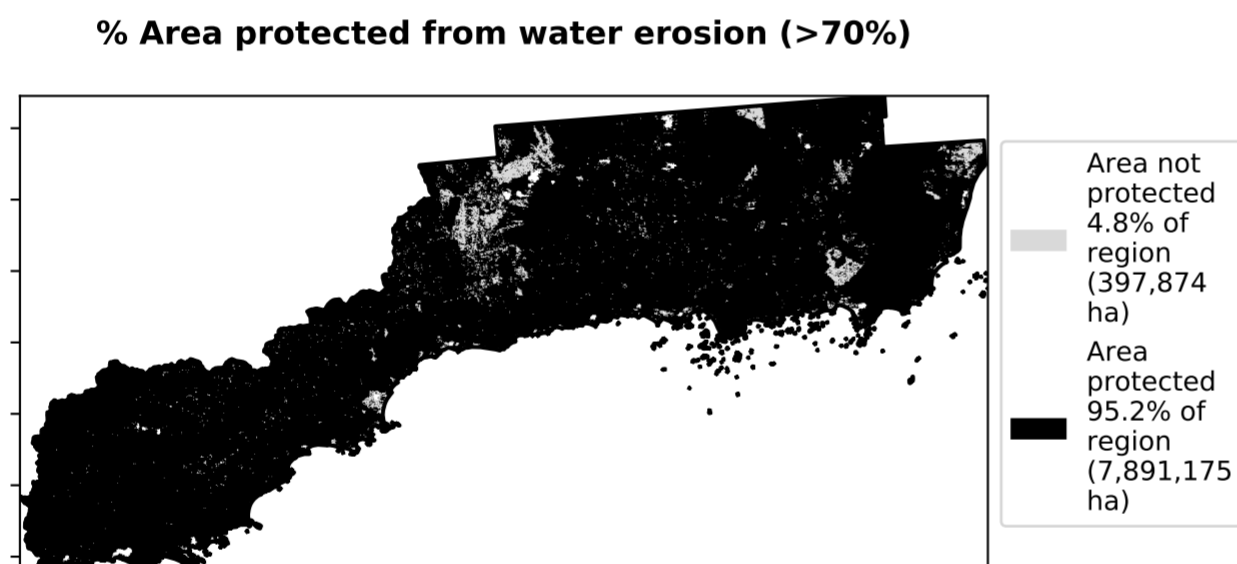 % Area protected from water erosion (>70%)
Area not
protected
4.8% of
region
(397,874
ha)
Area
protected
95.2% of
region
(7,891,175
ha)